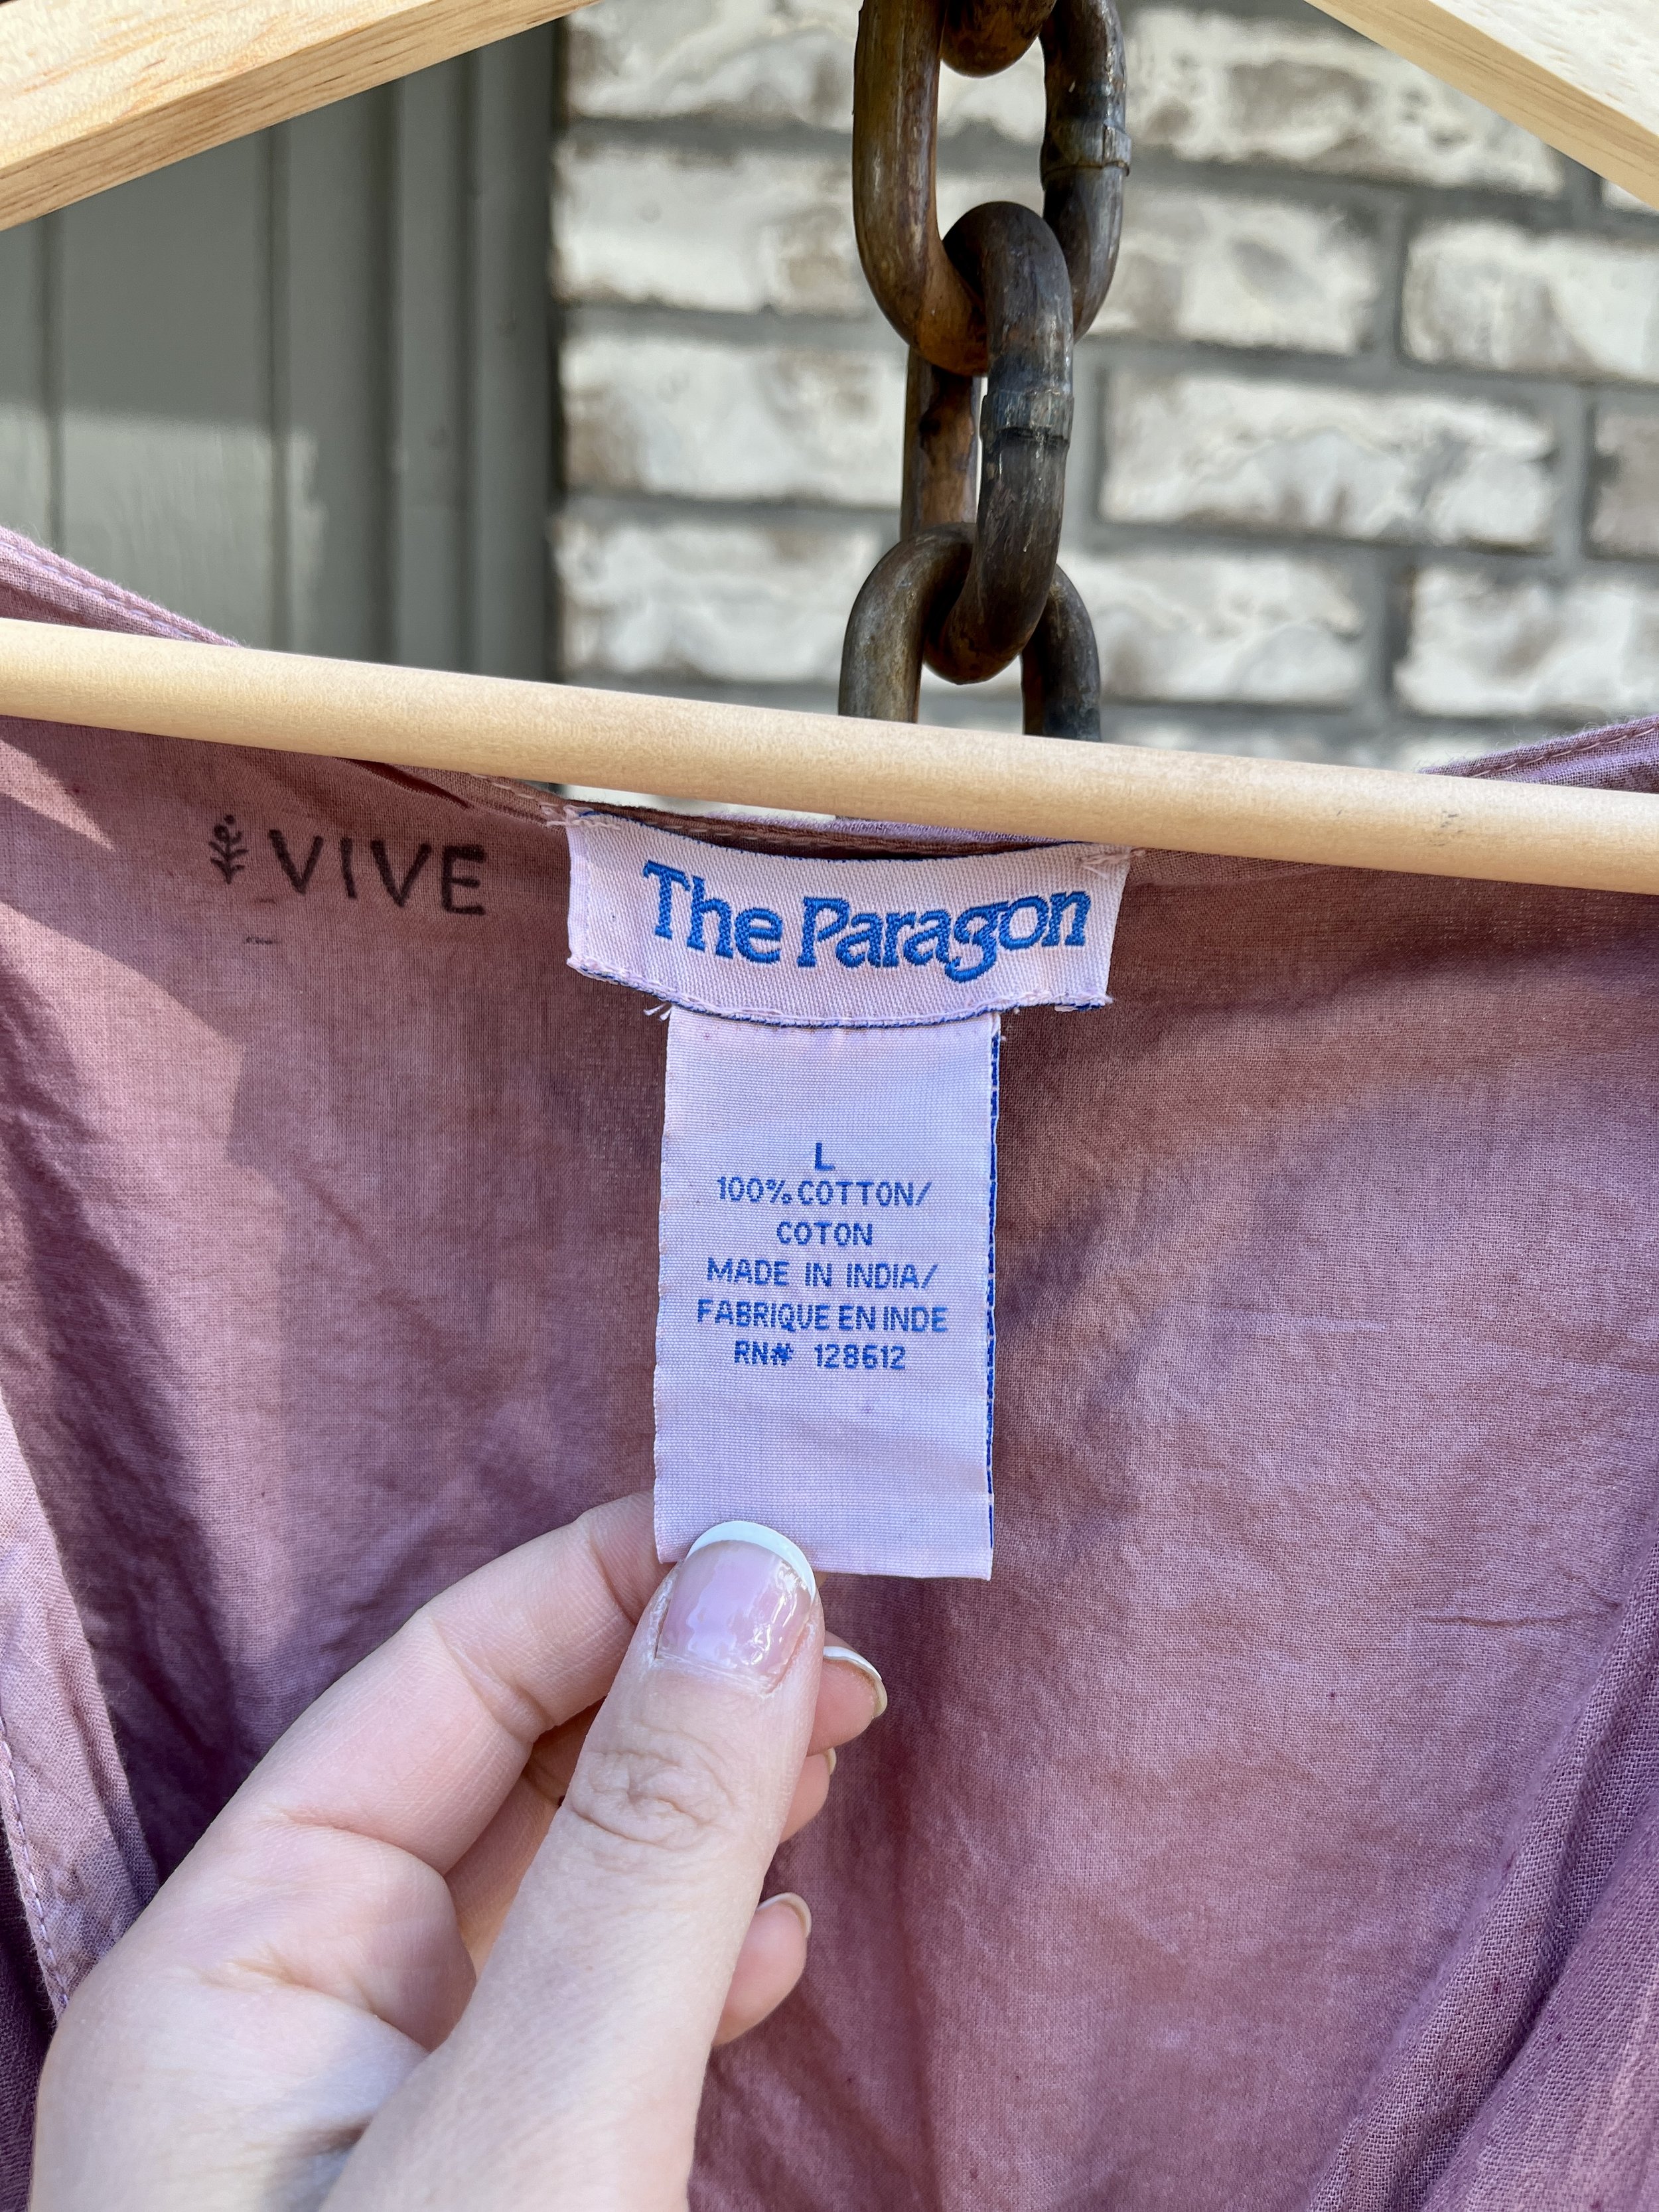 VIVE
The Paragon
L
100% COTTON/
COTON
MADE IN INDIA/
FABRIQUE EN INDE
RN# 128612